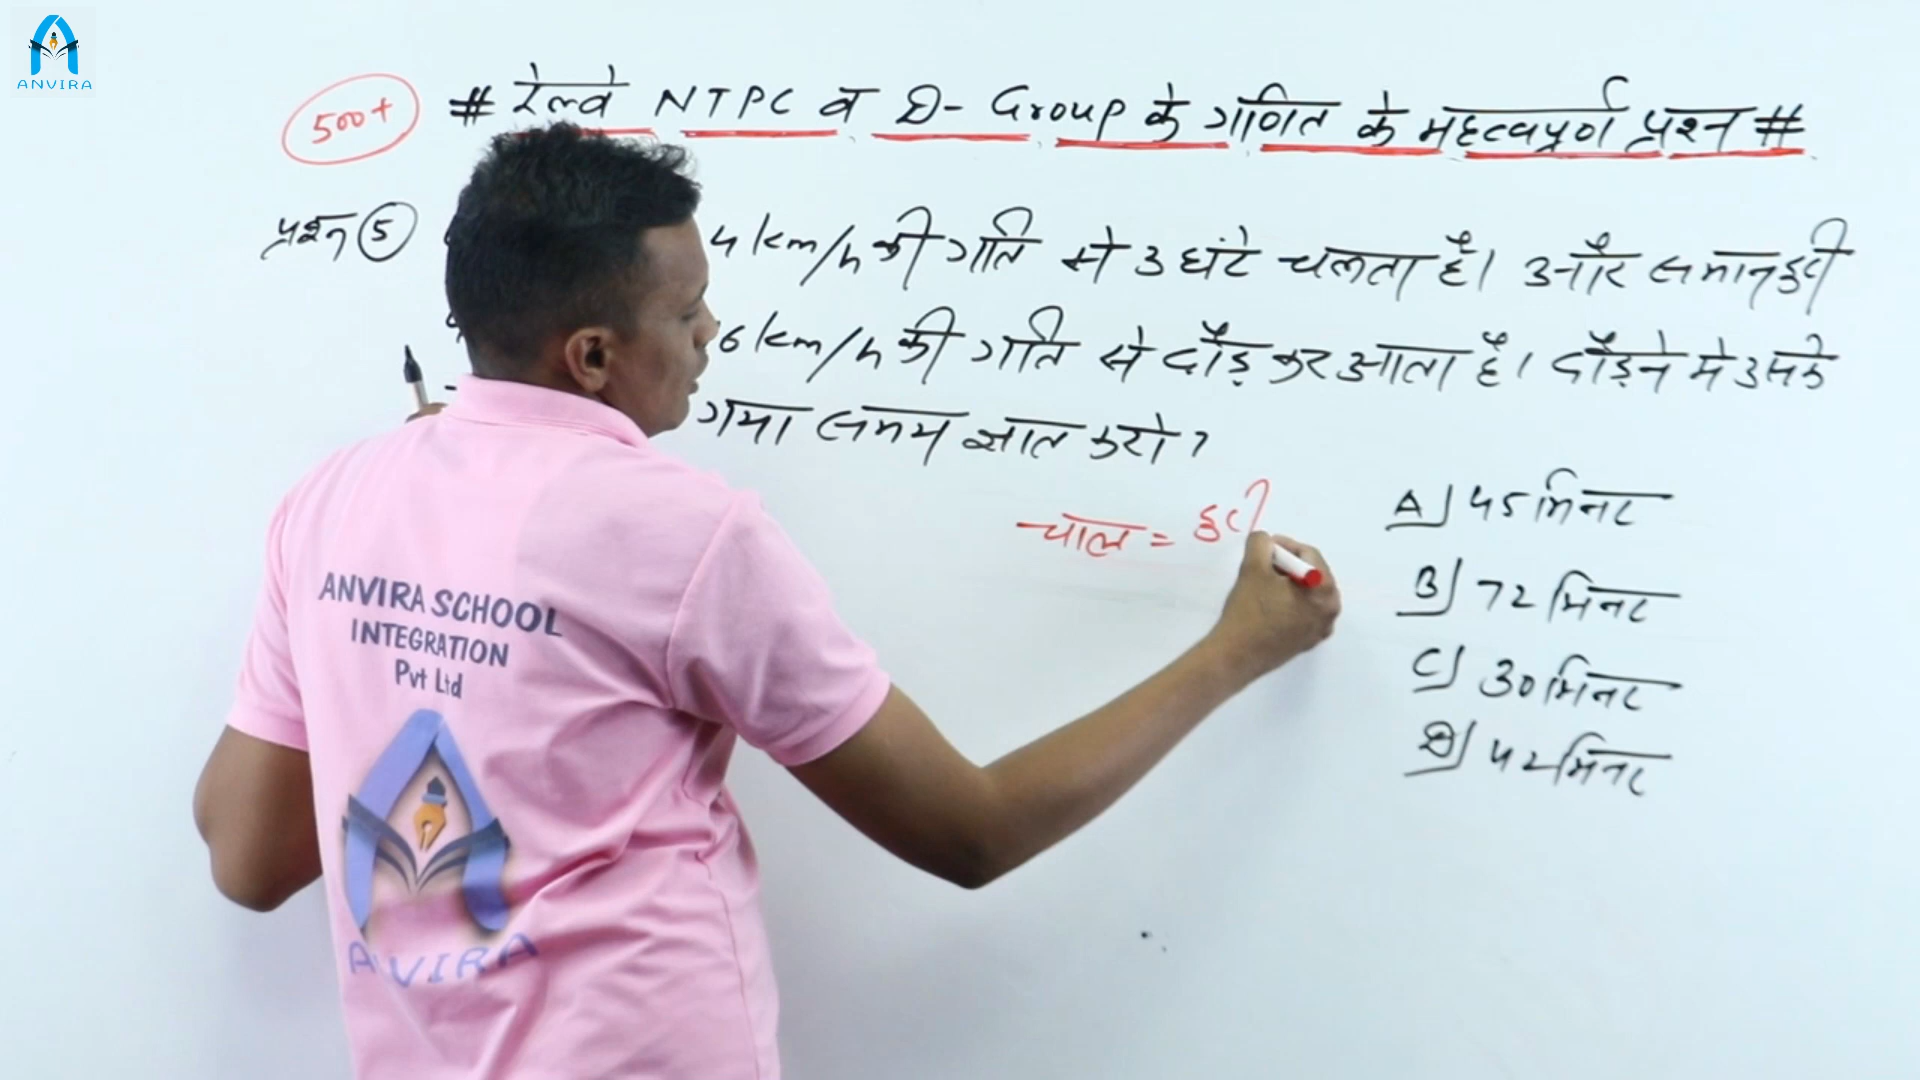 ANVIRA
500+
# रेल्वे NTPC व D- Group के गणित के महत्वपूर्ण प्रश्न #
प्रश्न 5
4 km/h की गति से 3 घंटे चलता है। और समान दूरी
6 km/h की गति से दौड़ कर आता है। दौड़ने मे उसके
गया समय ज्ञात करो?
चाल = दूरी
A] 45 मिनट
B] 72 मिनट
C] 30 मिनट
D] 42 मिनट
ANVIRA SCHOOL
INTEGRATION
Pvt Ltd
ANVIRA